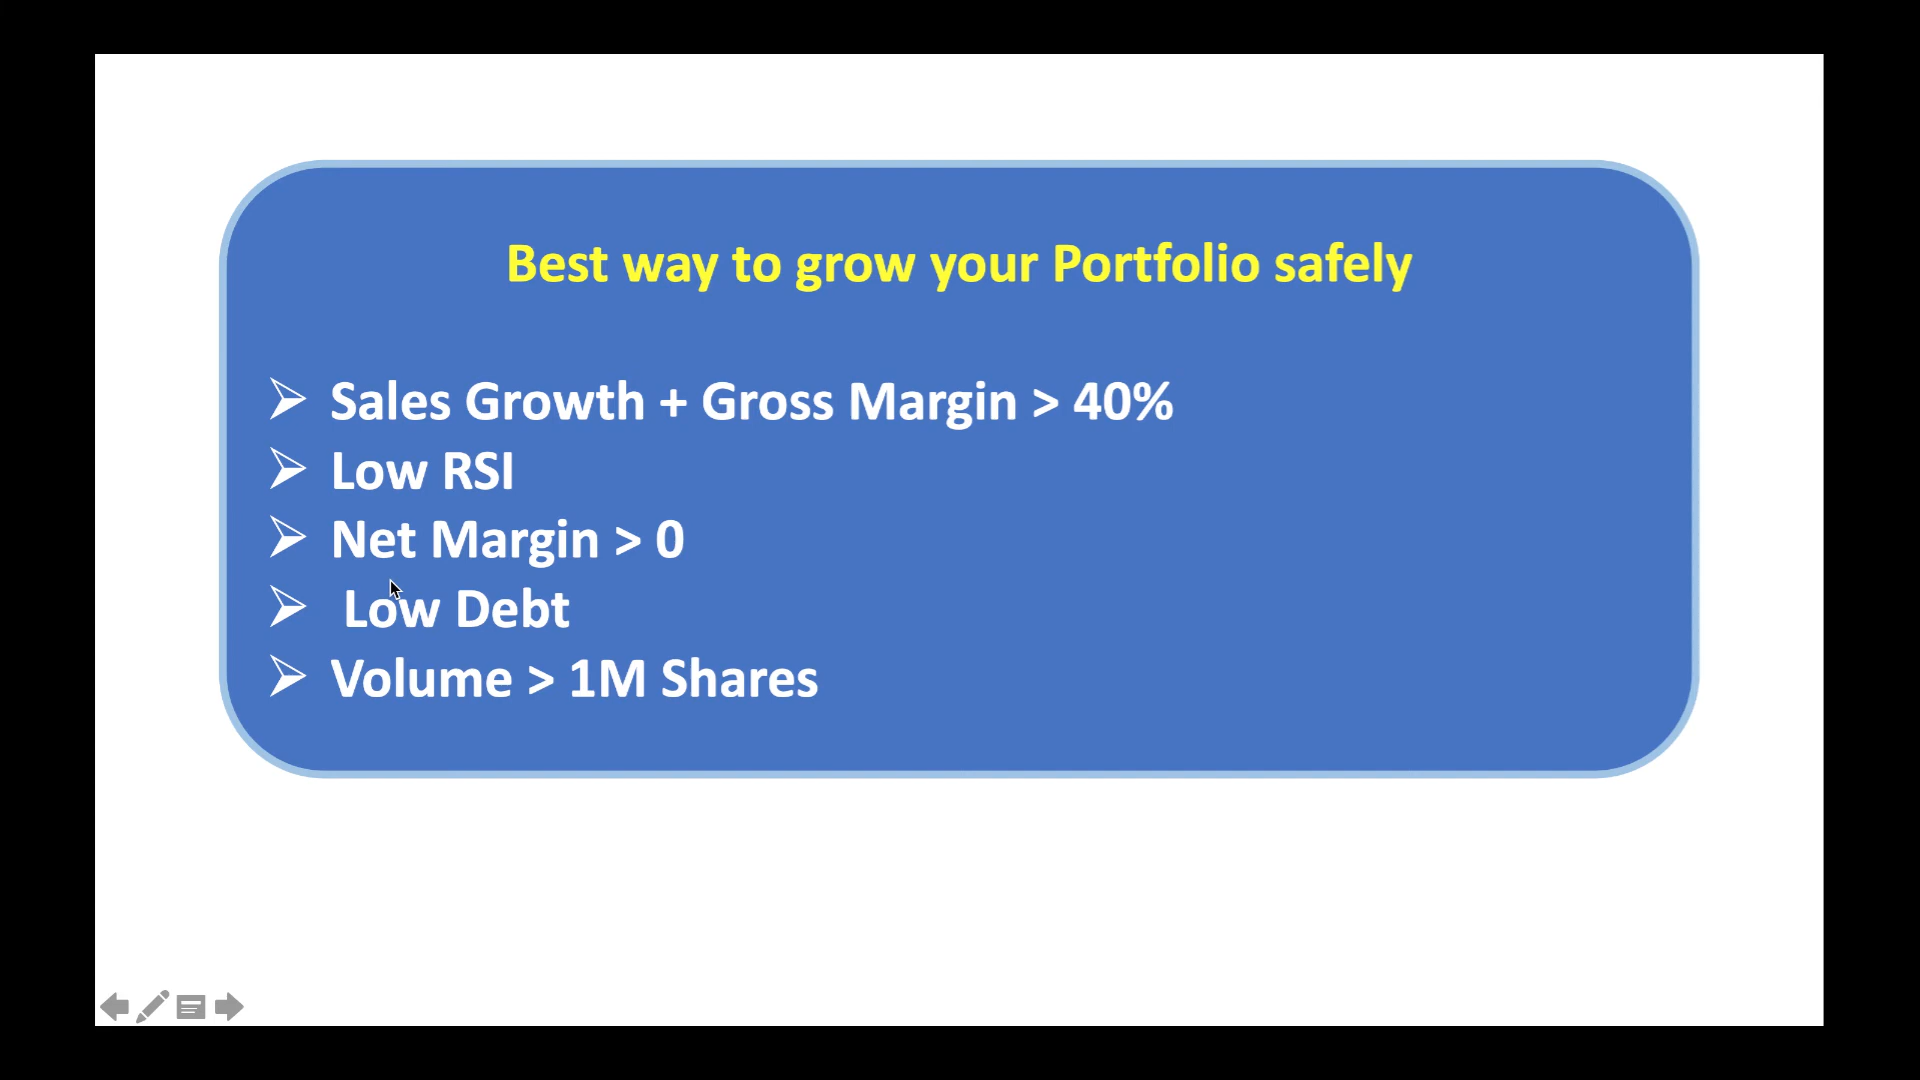 Best way to grow your Portfolio safely
➢ Sales Growth + Gross Margin > 40%
➢ Low RSI
➢ Net Margin > 0
➢ Low Debt
➢ Volume > 1M Shares